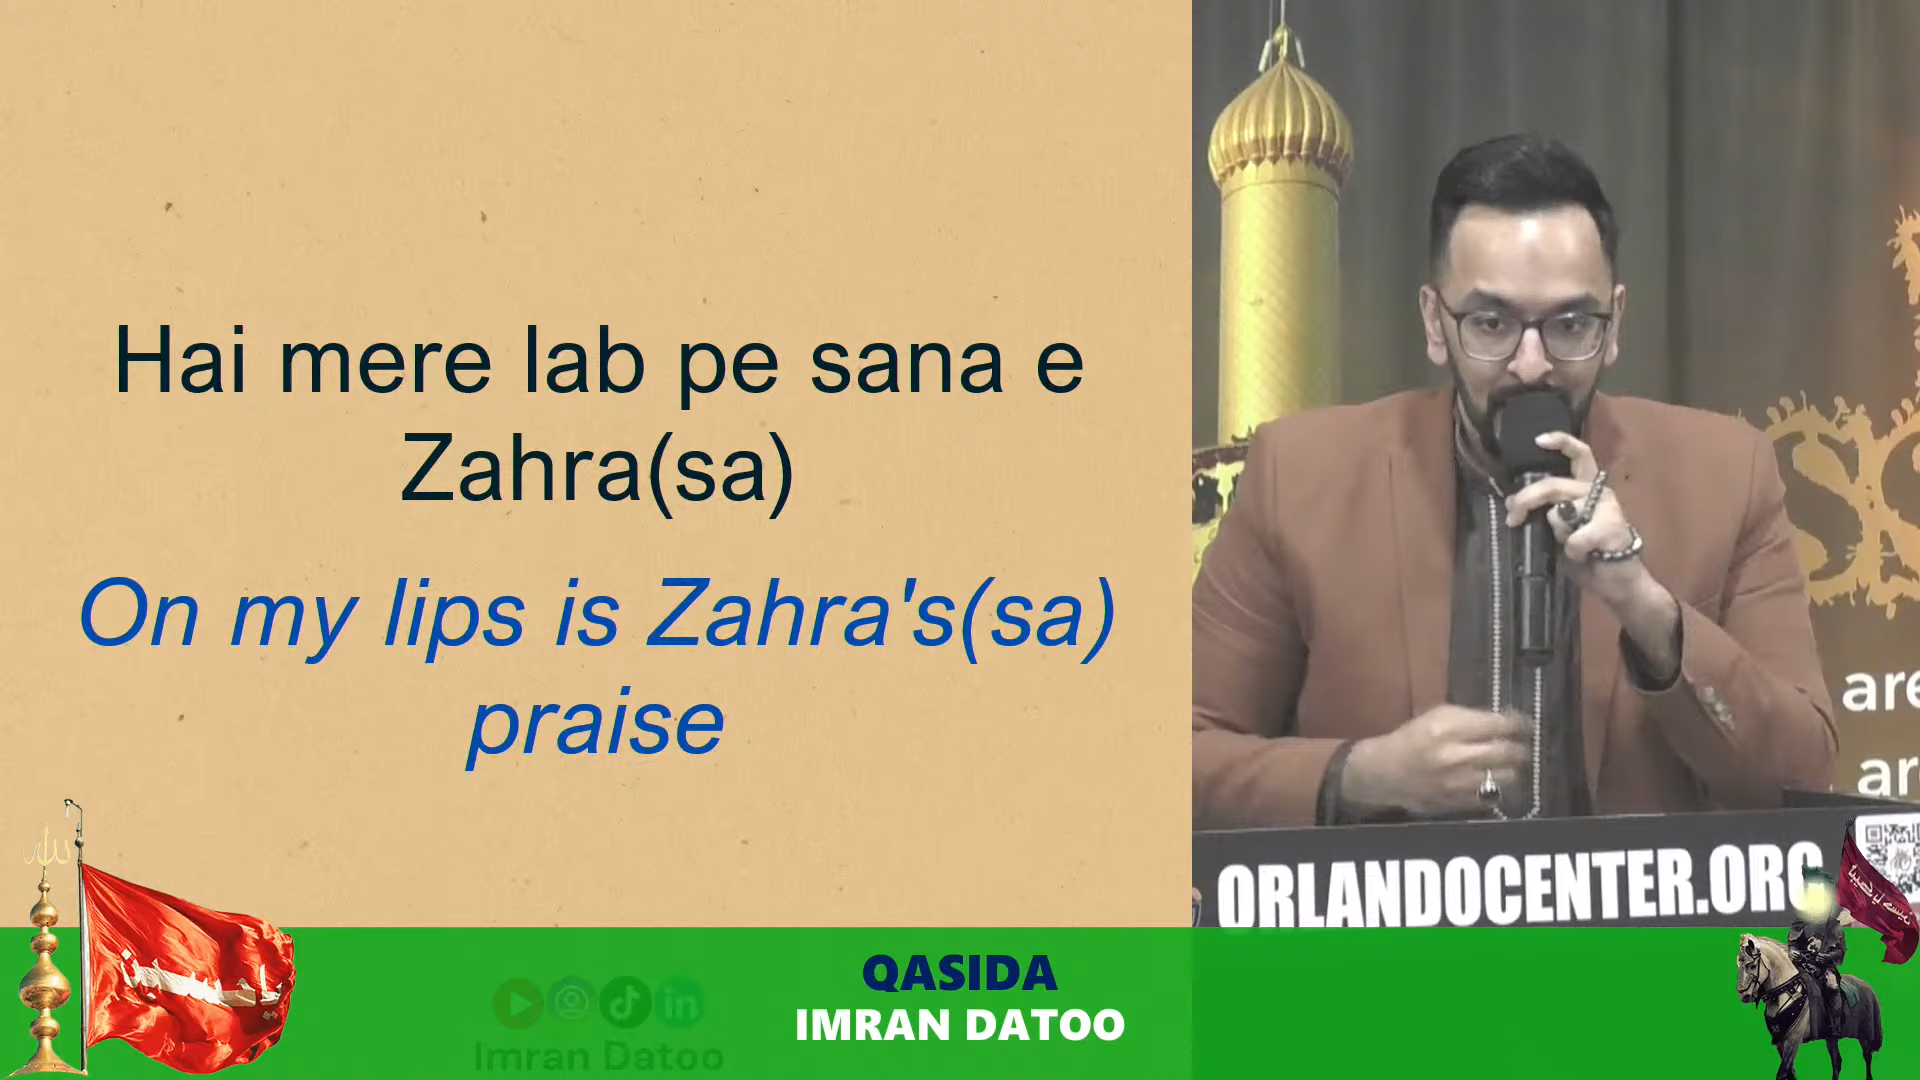 Hai mere lab pe sana e
Zahra(sa)
On my lips is Zahra's(sa)
praise
are
ar
ORLANDOCENTER.ORG
QASIDA
IMRAN DATOO
in
Imran Datoo